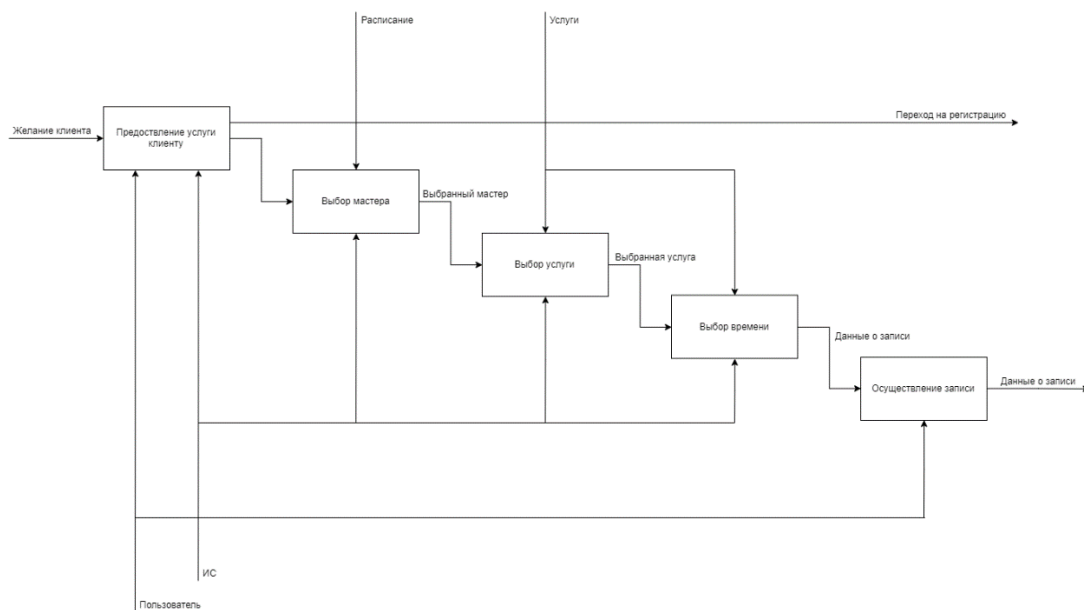 Расписание
Услуги
Желание клиента
Предоствление услуги
клиенту
Переход на регистрацию
Выбор мастера
Выбранный мастер
Выбор услуги
Выбранная услуга
Выбор времени
Данные о записи
Осуществление записи
Данные о записи
ИС
Пользователь